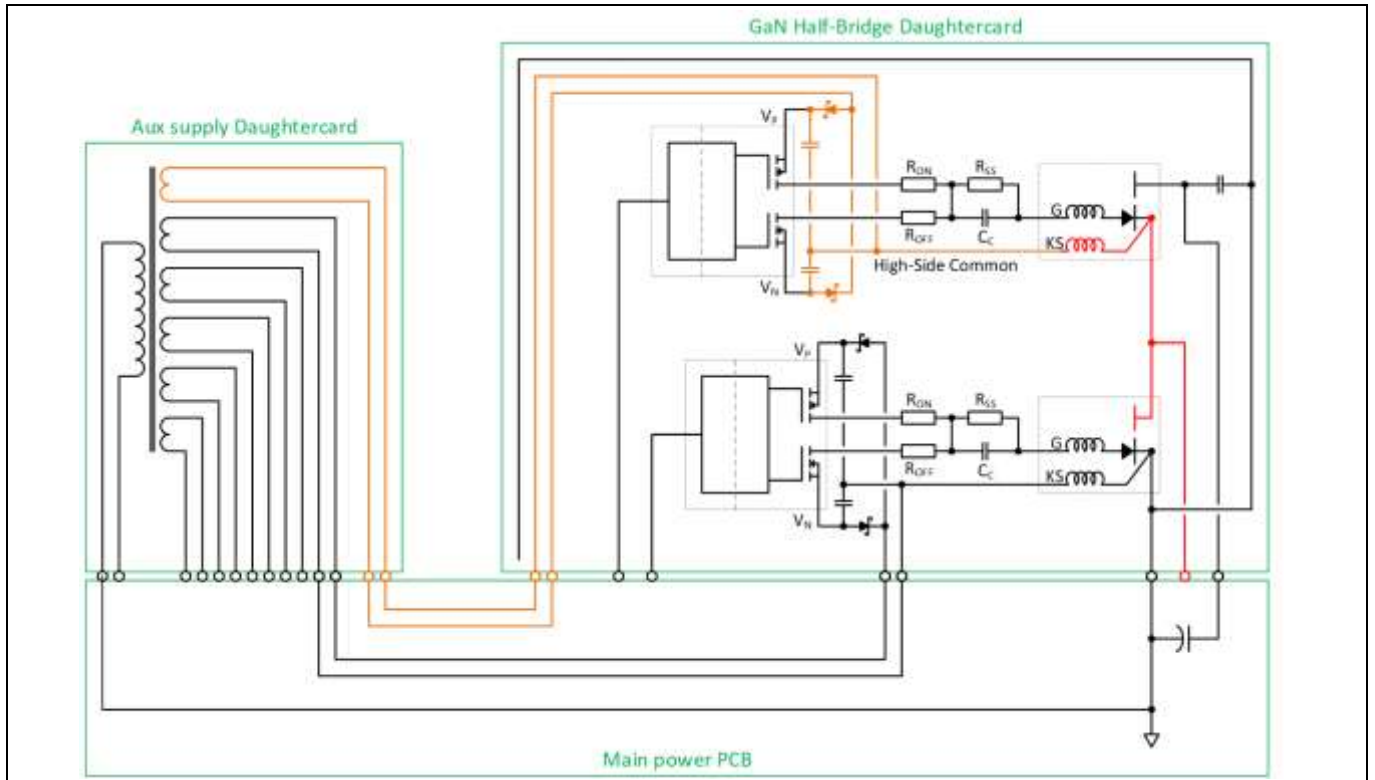 GaN Half-Bridge Daughtercard
Aux supply Daughtercard
VP
RON
RSS
G
ROFF
CC
KS
High-Side Common
VN
VP
RON
RSS
G
ROFF
CC
KS
VN
Main power PCB